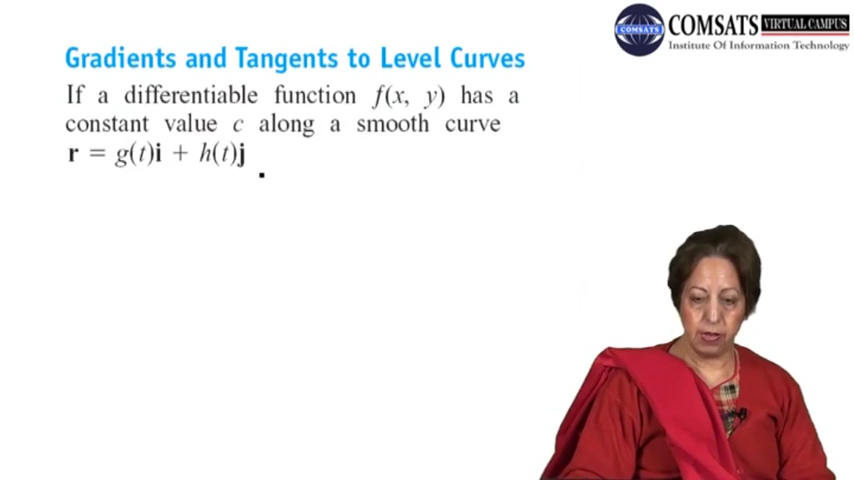 COMSATS VIRTUAL CAMPUS
Institute Of Information Technology
COMSATS
Gradients and Tangents to Level Curves
If a differentiable function f(x, y) has a
constant value c along a smooth curve
r = g(t)i + h(t)j